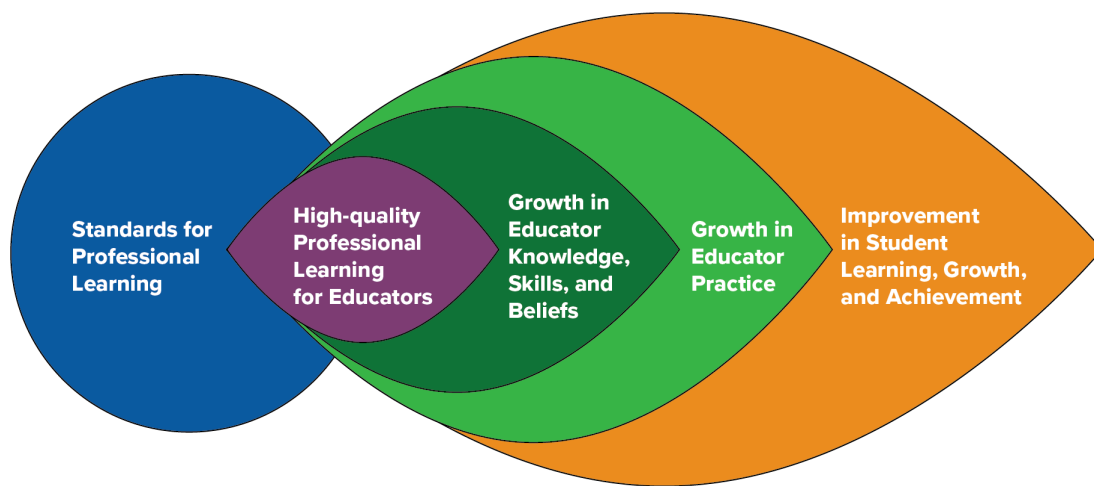 Standards for
Professional
Learning
High-quality
Professional
Learning
for Educators
Growth in
Educator
Knowledge,
Skills, and
Beliefs
Growth in
Educator
Practice
Improvement
in Student
Learning, Growth,
and Achievement